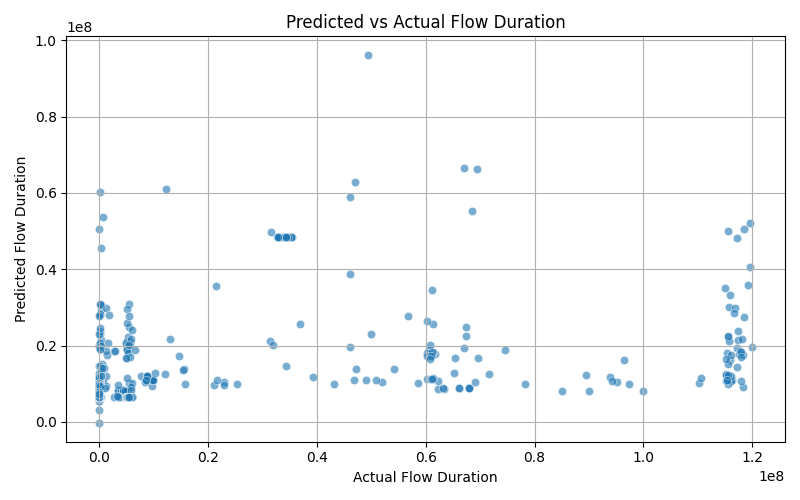 Predicted vs Actual Flow Duration
1e8
1.0
0.8
0.6
0.4
0.2
0.0
Predicted Flow Duration
0.0 0.2 0.4 0.6 0.8 1.0 1.2
1e8
Actual Flow Duration